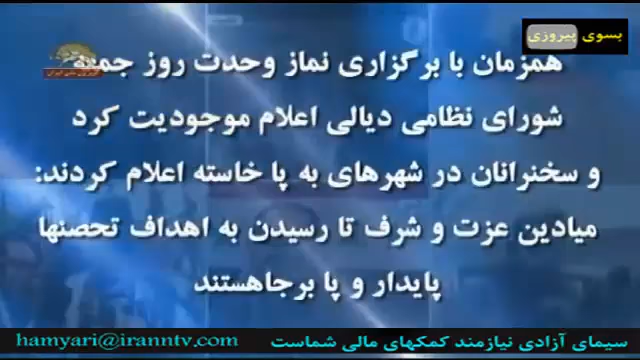 بسوی پیروزی
همزمان با برگزاری نماز وحدت روز جمعه
شورای نظامی دیالی اعلام موجودیت کرد
و سخنرانان در شهرهای به پا خاسته اعلام کردند:
میادین عزت و شرف تا رسیدن به اهداف تحصنها
پایدار و پا برجاهستند
سیمای آزادی نیازمند کمکهای مالی شماست hamyari@iranntv.com